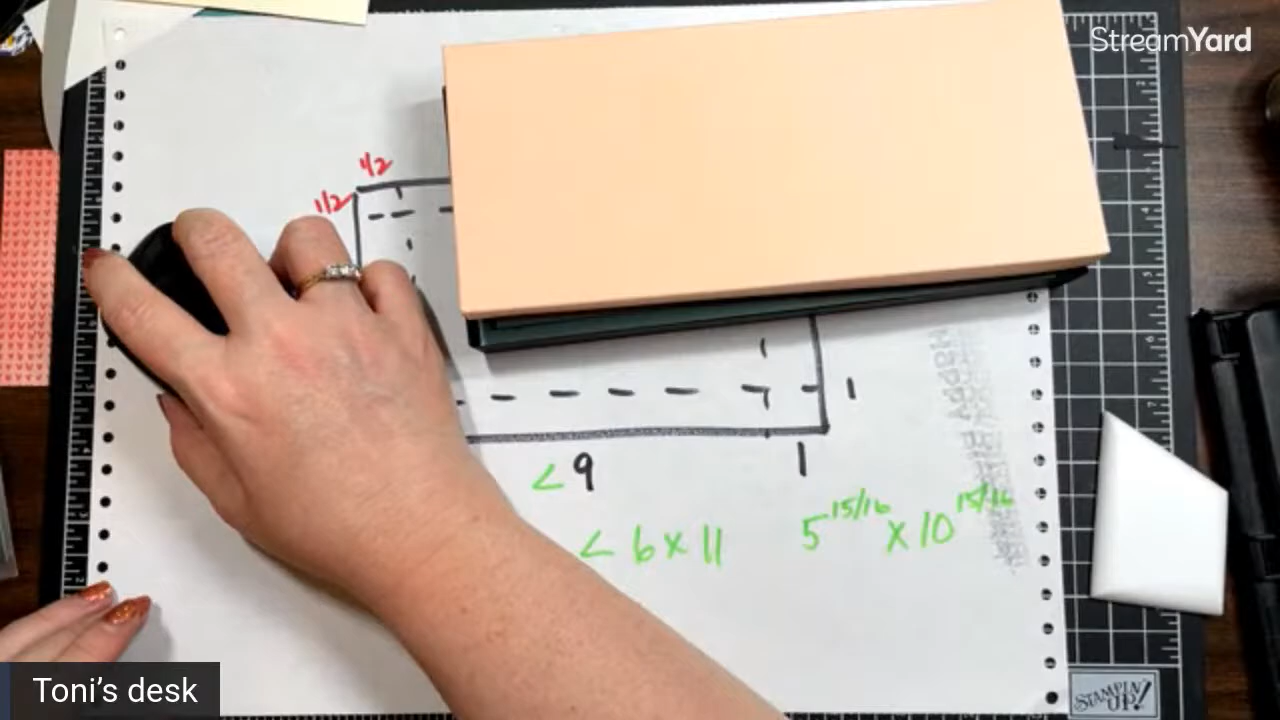 StreamYard
1/2
1/2
1
< 9
1
< 6 x 11
5 15/16 x 10 15/16
STAMPIN' UP!
Toni's desk